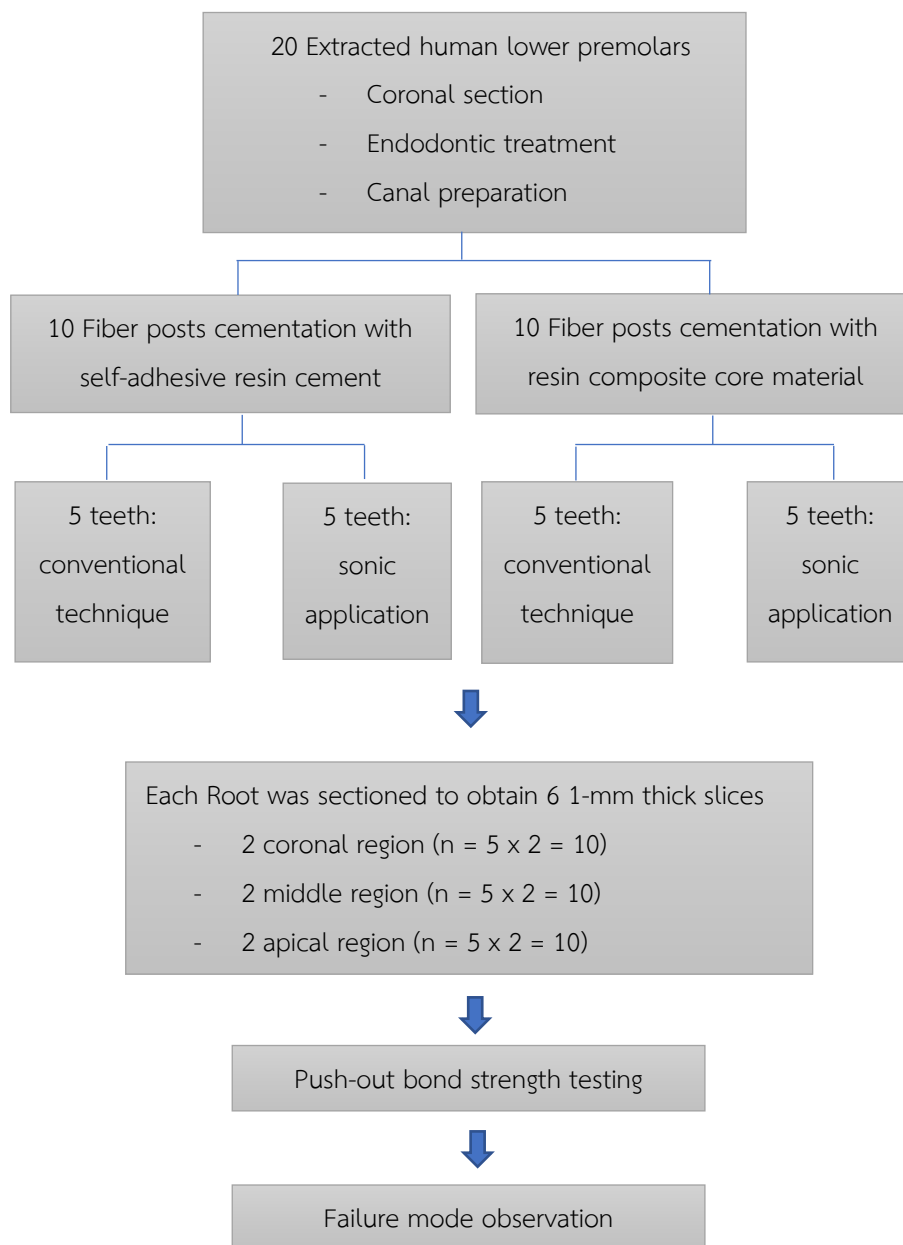 20 Extracted human lower premolars
- Coronal section
- Endodontic treatment
- Canal preparation
10 Fiber posts cementation with
self-adhesive resin cement
10 Fiber posts cementation with
resin composite core material
5 teeth:
conventional
technique
5 teeth:
sonic
application
5 teeth:
conventional
technique
5 teeth:
sonic
application
Each Root was sectioned to obtain 6 1-mm thick slices
- 2 coronal region (n = 5 x 2 = 10)
- 2 middle region (n = 5 x 2 = 10)
- 2 apical region (n = 5 x 2 = 10)
Push-out bond strength testing
Failure mode observation